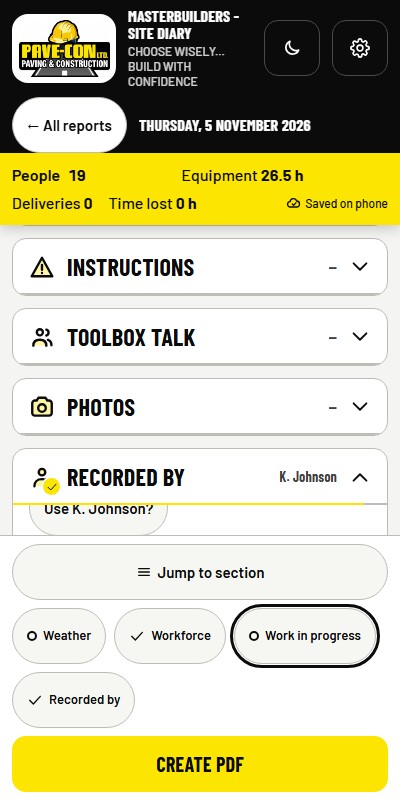 PAVE-CON LTD.
PAVING & CONSTRUCTION
MASTERBUILDERS –
SITE DIARY
CHOOSE WISELY...
BUILD WITH
CONFIDENCE
← All reports
THURSDAY, 5 NOVEMBER 2026
People 19
Equipment 26.5 h
Deliveries 0
Time lost 0 h
Saved on phone
INSTRUCTIONS –
TOOLBOX TALK –
PHOTOS –
RECORDED BY K. Johnson
Use K. Johnson?
Jump to section
Weather
Workforce
Work in progress
Recorded by
CREATE PDF